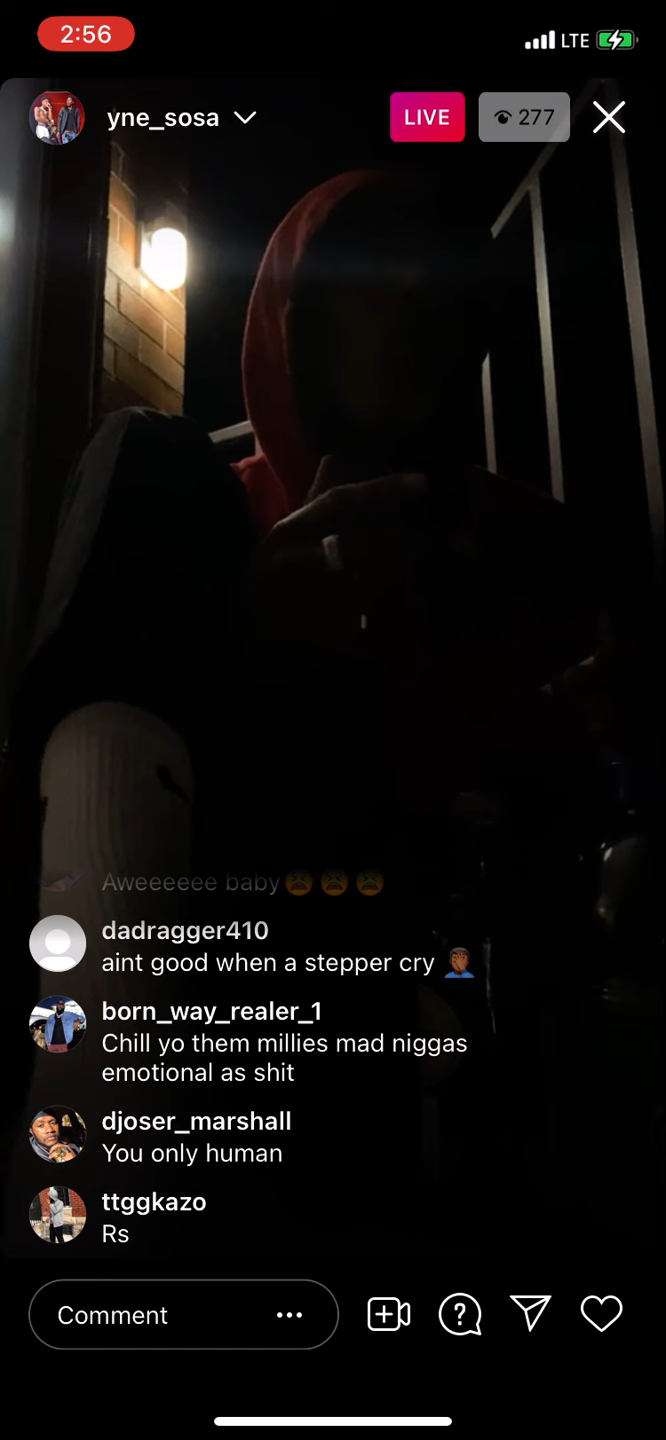 2:56
LTE
yne_sosa
LIVE
277
Aweeeeee baby😫 😫 😫
dadragger410
aint good when a stepper cry 🤦🏾‍♂️
born_way_realer_1
Chill yo them millies mad niggas
emotional as shit
djoser_marshall
You only human
ttggkazo
Rs
Comment